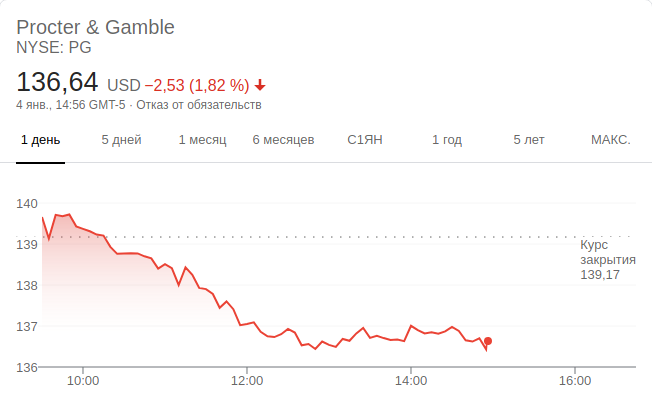 Procter & Gamble
NYSE: PG
136,64 USD −2,53 (1,82 %)
4 янв., 14:56 GMT-5 · Отказ от обязательств
1 день 5 дней 1 месяц 6 месяцев С1ЯН 1 год 5 лет МАКС.
140
139
138
137
136
Курс
закрытия
139,17
10:00 12:00 14:00 16:00